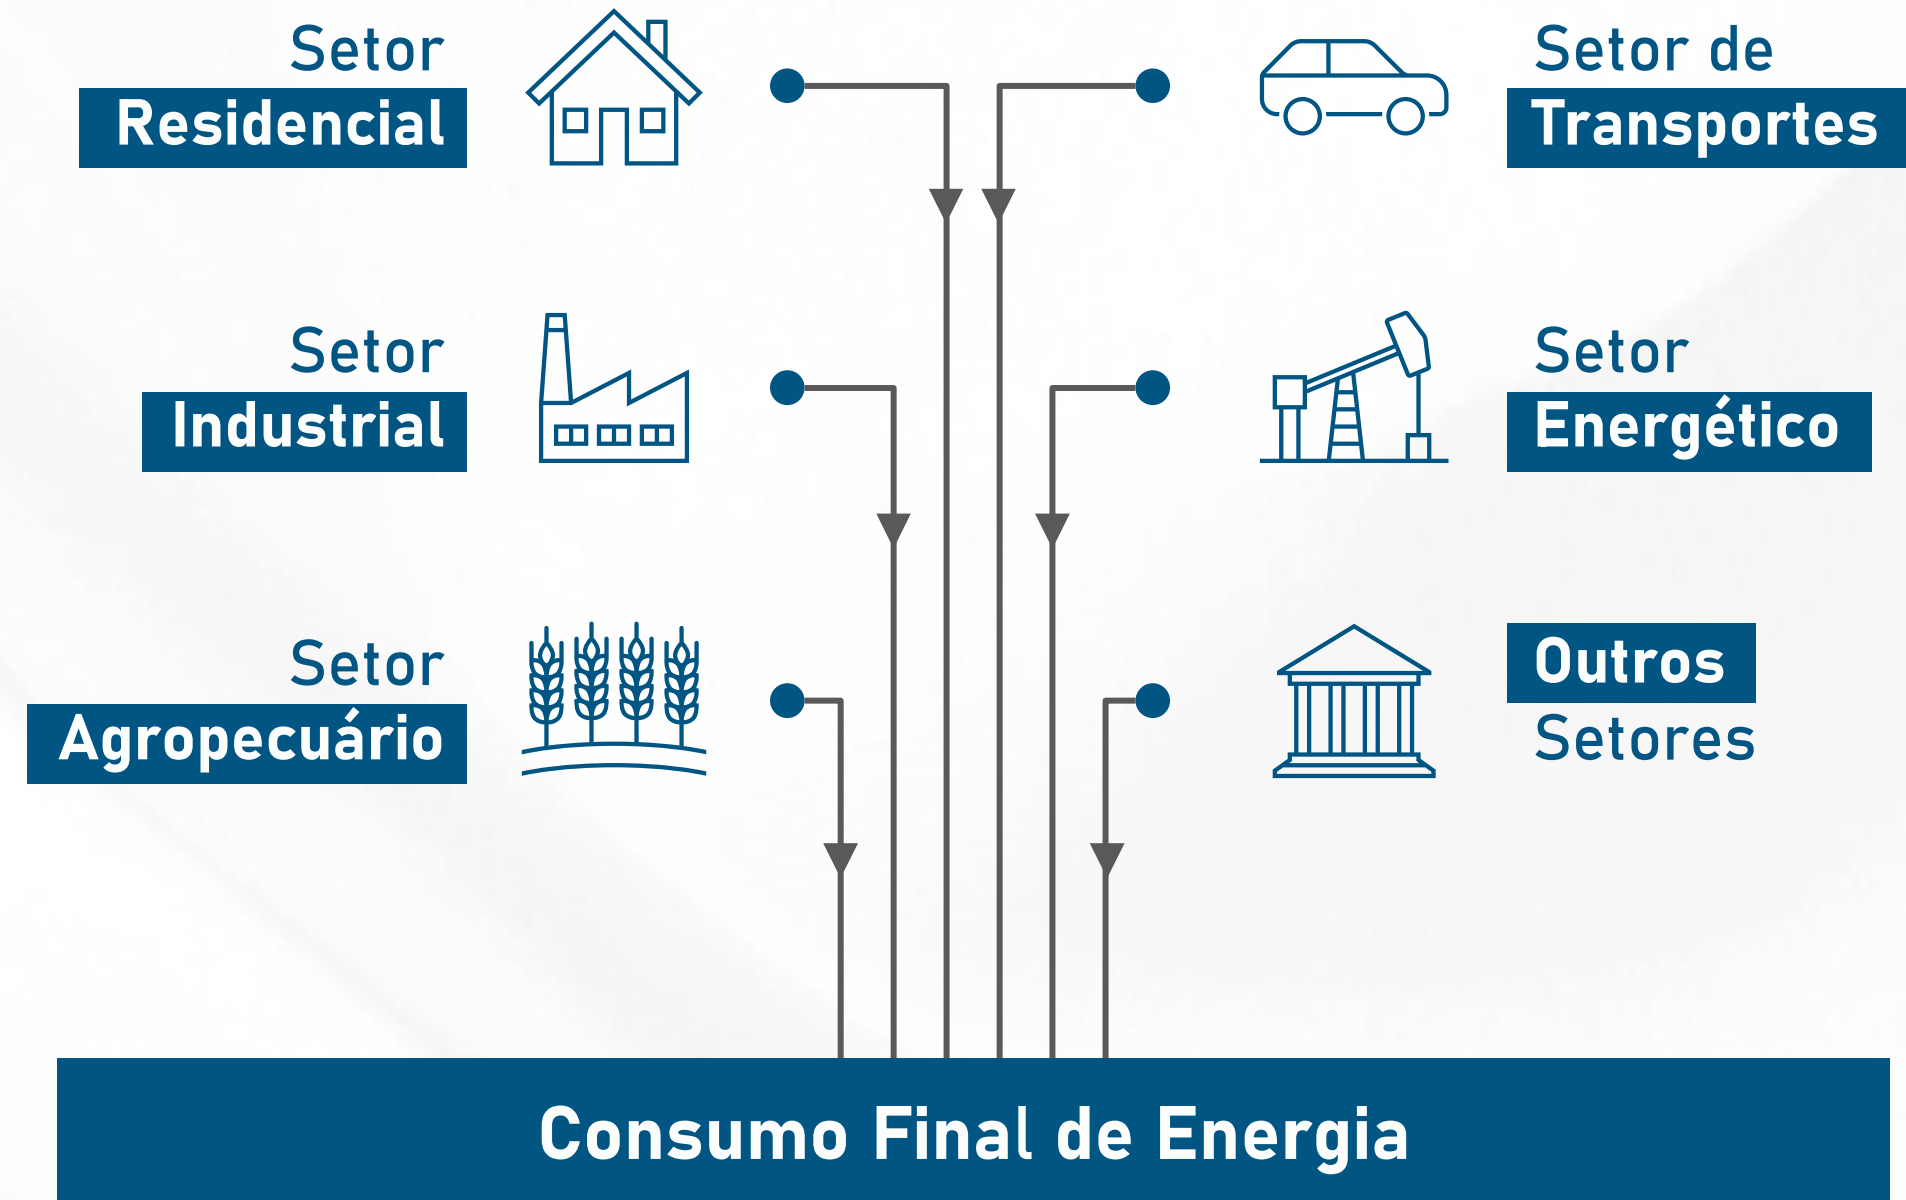 Setor
Residencial
Setor de
Transportes
Setor
Industrial
Setor
Energético
Setor
Agropecuário
Outros
Setores
Consumo Final de Energia